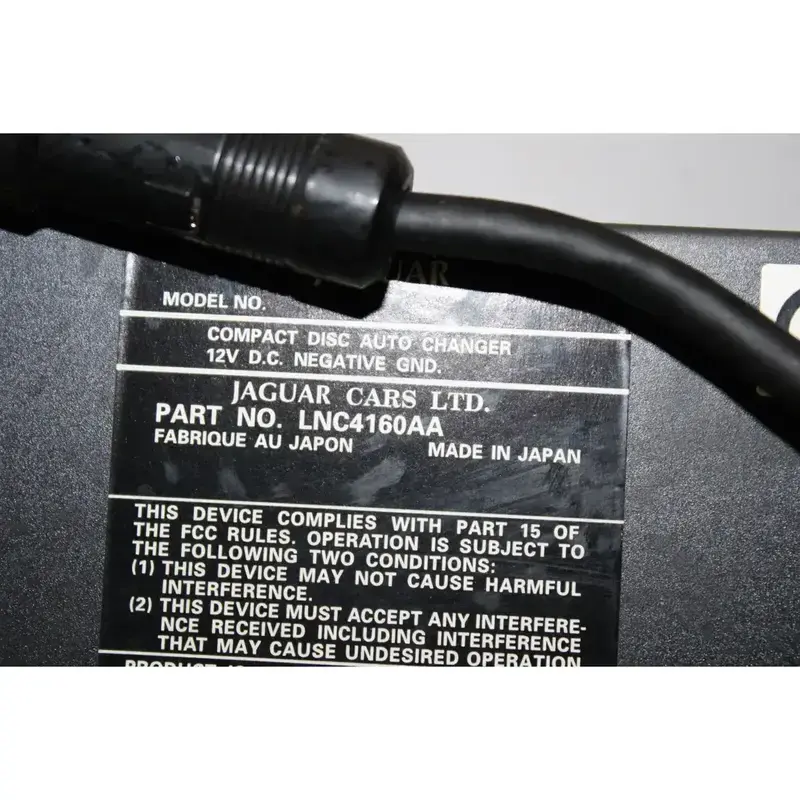 MODEL NO.
COMPACT DISC AUTO CHANGER
12V D.C. NEGATIVE GND.
JAGUAR CARS LTD.
PART NO. LNC4160AA
FABRIQUE AU JAPON MADE IN JAPAN
THIS DEVICE COMPLIES WITH PART 15 OF
THE FCC RULES. OPERATION IS SUBJECT TO
THE FOLLOWING TWO CONDITIONS:
(1) THIS DEVICE MAY NOT CAUSE HARMFUL
INTERFERENCE.
(2) THIS DEVICE MUST ACCEPT ANY INTERFERE-
NCE RECEIVED INCLUDING INTERFERENCE
THAT MAY CAUSE UNDESIRED OPERATION